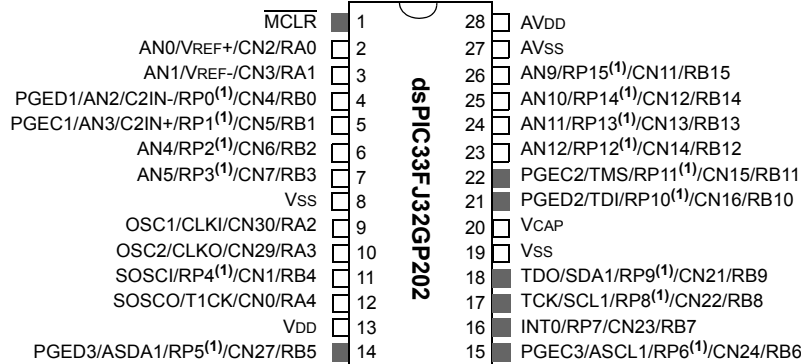 MCLR 1 28 AVDD
AN0/VREF+/CN2/RA0 2 27 AVSS
AN1/VREF-/CN3/RA1 3 26 AN9/RP15(1)/CN11/RB15
PGED1/AN2/C2IN-/RP0(1)/CN4/RB0 4 25 AN10/RP14(1)/CN12/RB14
PGEC1/AN3/C2IN+/RP1(1)/CN5/RB1 5 24 AN11/RP13(1)/CN13/RB13
AN4/RP2(1)/CN6/RB2 6 23 AN12/RP12(1)/CN14/RB12
AN5/RP3(1)/CN7/RB3 7 22 PGEC2/TMS/RP11(1)/CN15/RB11
VSS 8 21 PGED2/TDI/RP10(1)/CN16/RB10
OSC1/CLKI/CN30/RA2 9 20 VCAP
OSC2/CLKO/CN29/RA3 10 19 VSS
SOSCI/RP4(1)/CN1/RB4 11 18 TDO/SDA1/RP9(1)/CN21/RB9
SOSCO/T1CK/CN0/RA4 12 17 TCK/SCL1/RP8(1)/CN22/RB8
VDD 13 16 INT0/RP7/CN23/RB7
PGED3/ASDA1/RP5(1)/CN27/RB5 14 15 PGEC3/ASCL1/RP6(1)/CN24/RB6
dsPIC33FJ32GP202